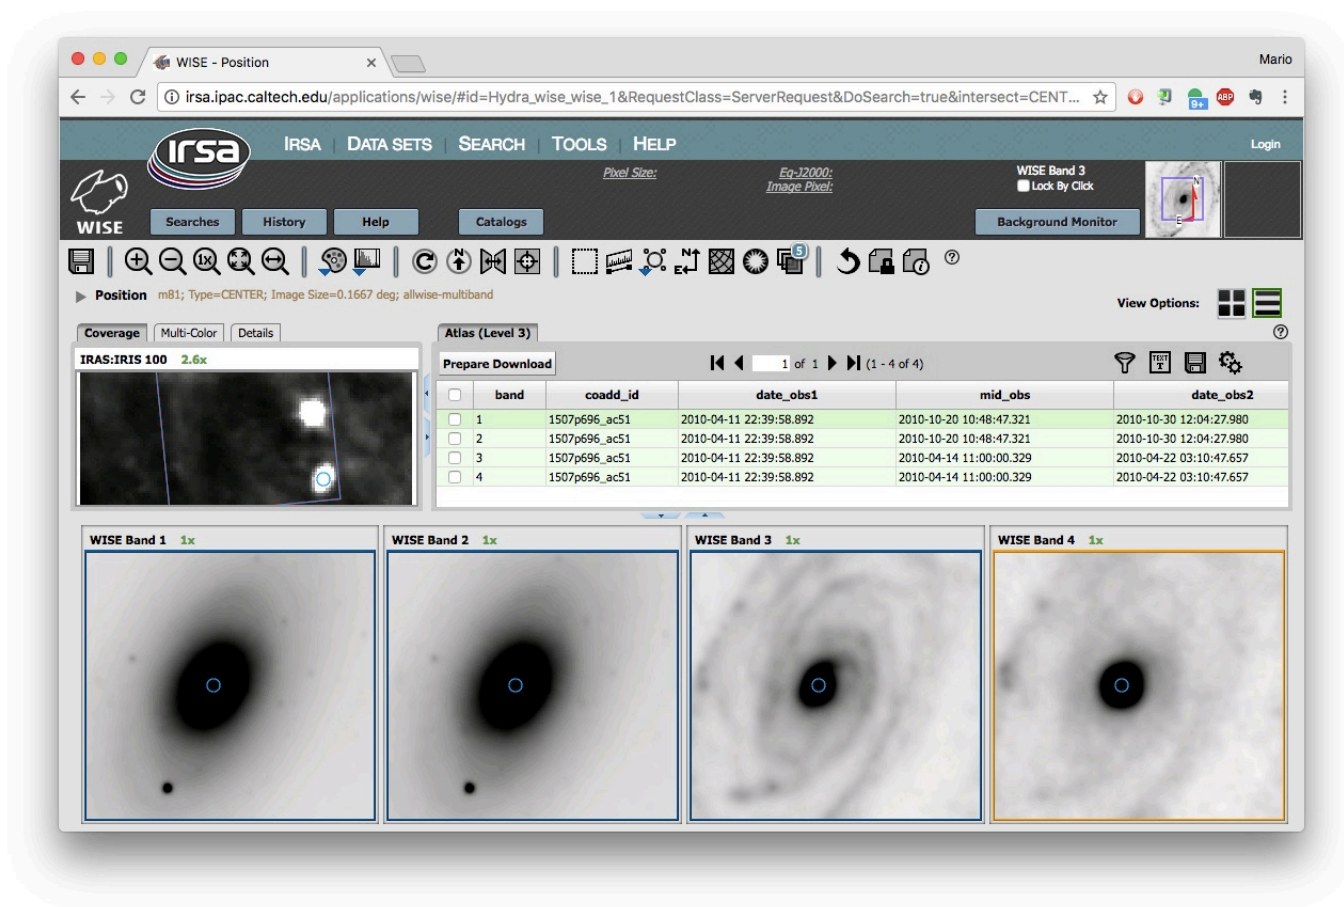 WISE - Position
Mario
irsa.ipac.caltech.edu/applications/wise/#id=Hydra_wise_wise_1&RequestClass=ServerRequest&DoSearch=true&intersect=CENT...
9+
ABP
irsa
IRSA DATA SETS SEARCH TOOLS HELP
Login
Pixel Size:
Eq-J2000:
Image Pixel:
WISE Band 3
Lock By Click
N
E
WISE
Searches History Help Catalogs
Background Monitor
1x
N
N
E
5
Position m81; Type=CENTER; Image Size=0.1667 deg; allwise-multiband
View Options:
Coverage Multi-Color Details
Atlas (Level 3)
IRAS:IRIS 100 2.6x
Prepare Download
1 of 1 (1 - 4 of 4)
TEXT
T
band coadd_id date_obs1 mid_obs date_obs2
1 1507p696_ac51 2010-04-11 22:39:58.892 2010-10-20 10:48:47.321 2010-10-30 12:04:27.980
2 1507p696_ac51 2010-04-11 22:39:58.892 2010-10-20 10:48:47.321 2010-10-30 12:04:27.980
3 1507p696_ac51 2010-04-11 22:39:58.892 2010-04-14 11:00:00.329 2010-04-22 03:10:47.657
4 1507p696_ac51 2010-04-11 22:39:58.892 2010-04-14 11:00:00.329 2010-04-22 03:10:47.657
WISE Band 1 1x
WISE Band 2 1x
WISE Band 3 1x
WISE Band 4 1x